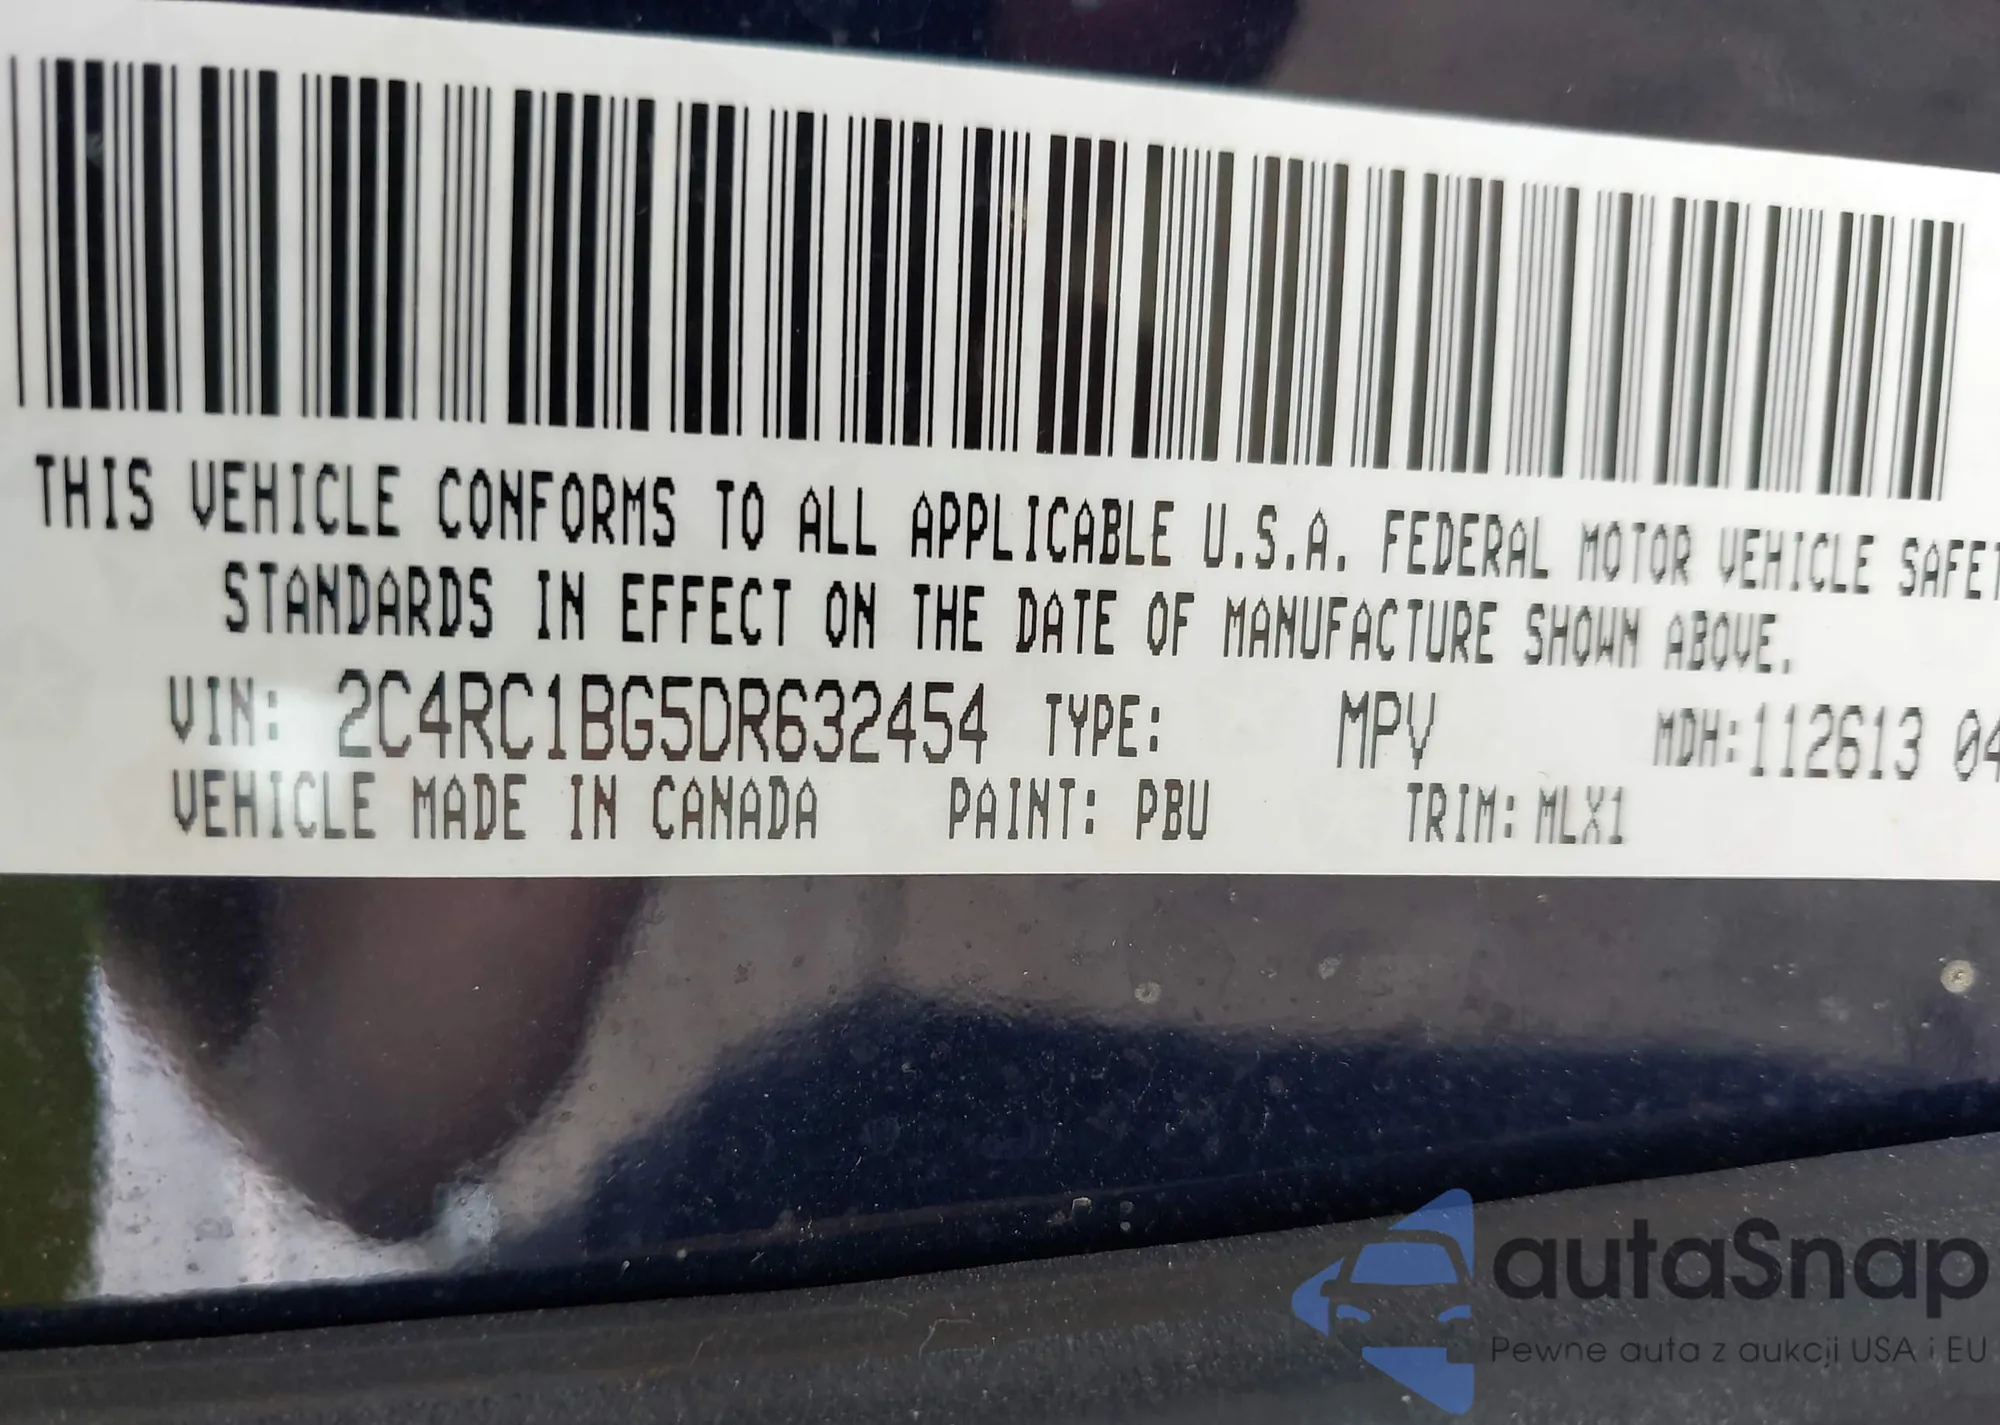 THIS VEHICLE CONFORMS TO ALL APPLICABLE U.S.A. FEDERAL MOTOR VEHICLE SAFET
STANDARDS IN EFFECT ON THE DATE OF MANUFACTURE SHOWN ABOVE.
VIN: 2C4RC1BG5DR632454 TYPE: MPV MDH:112613 04
VEHICLE MADE IN CANADA PAINT: PBU TRIM: MLX1
autaSnap
Pewne auta z aukcji USA i EU